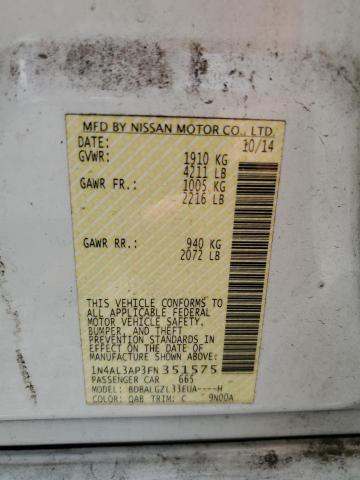 MFD BY NISSAN MOTOR CO., LTD.
DATE: 10/14
GVWR: 1910 KG
4211 LB
GAWR FR.: 1005 KG
2216 LB
GAWR RR.: 940 KG
2072 LB
THIS VEHICLE CONFORMS TO
ALL APPLICABLE FEDERAL
MOTOR VEHICLE SAFETY,
BUMPER, AND THEFT
PREVENTION STANDARDS IN
EFFECT ON THE DATE OF
MANUFACTURE SHOWN ABOVE.
1N4AL3AP3FN351575
PASSENGER CAR 665
MODEL: BDBALGZL33EUA----H
COLOR: QAB TRIM: C 9N00A